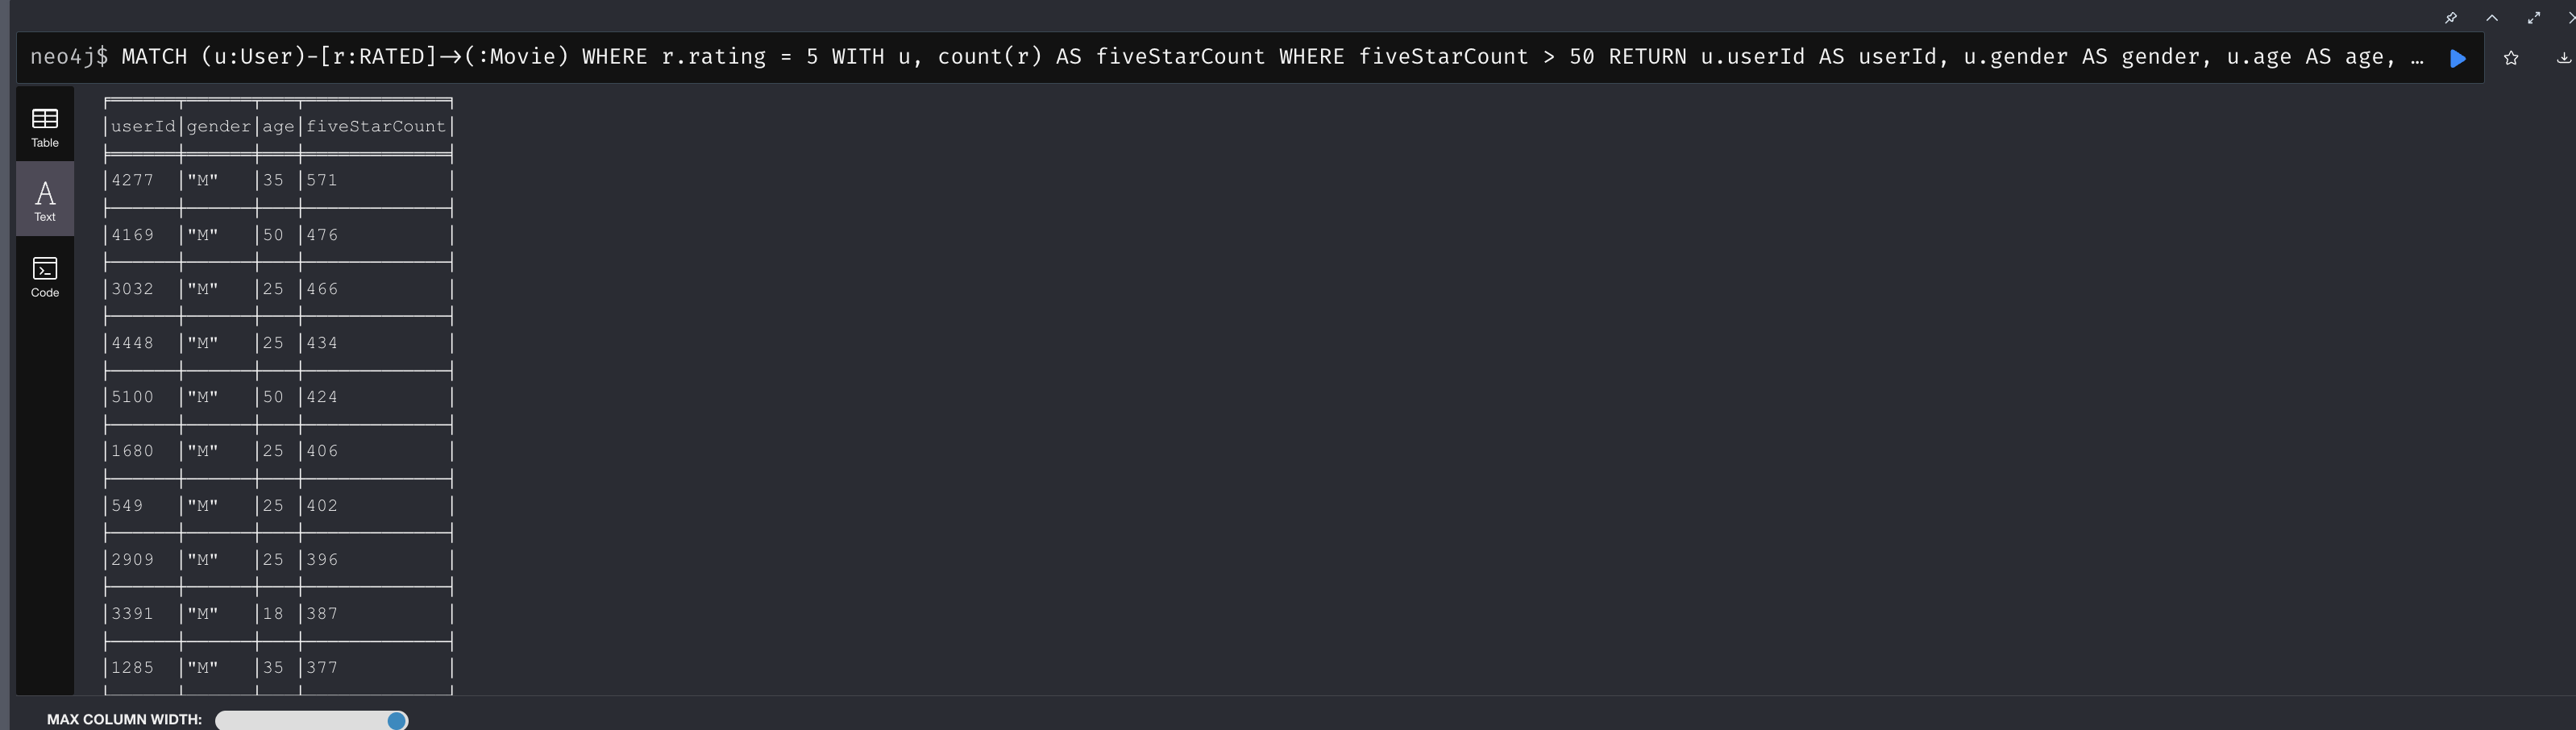 neo4j$ MATCH (u:User)-[r:RATED]→(:Movie) WHERE r.rating = 5 WITH u, count(r) AS fiveStarCount WHERE fiveStarCount > 50 RETURN u.userId AS userId, u.gender AS gender, u.age AS age, …
Table
Text
Code
|userId|gender|age|fiveStarCount|
|4277 |"M" |35 |571 |
|4169 |"M" |50 |476 |
|3032 |"M" |25 |466 |
|4448 |"M" |25 |434 |
|5100 |"M" |50 |424 |
|1680 |"M" |25 |406 |
|549 |"M" |25 |402 |
|2909 |"M" |25 |396 |
|3391 |"M" |18 |387 |
|1285 |"M" |35 |377 |
MAX COLUMN WIDTH: